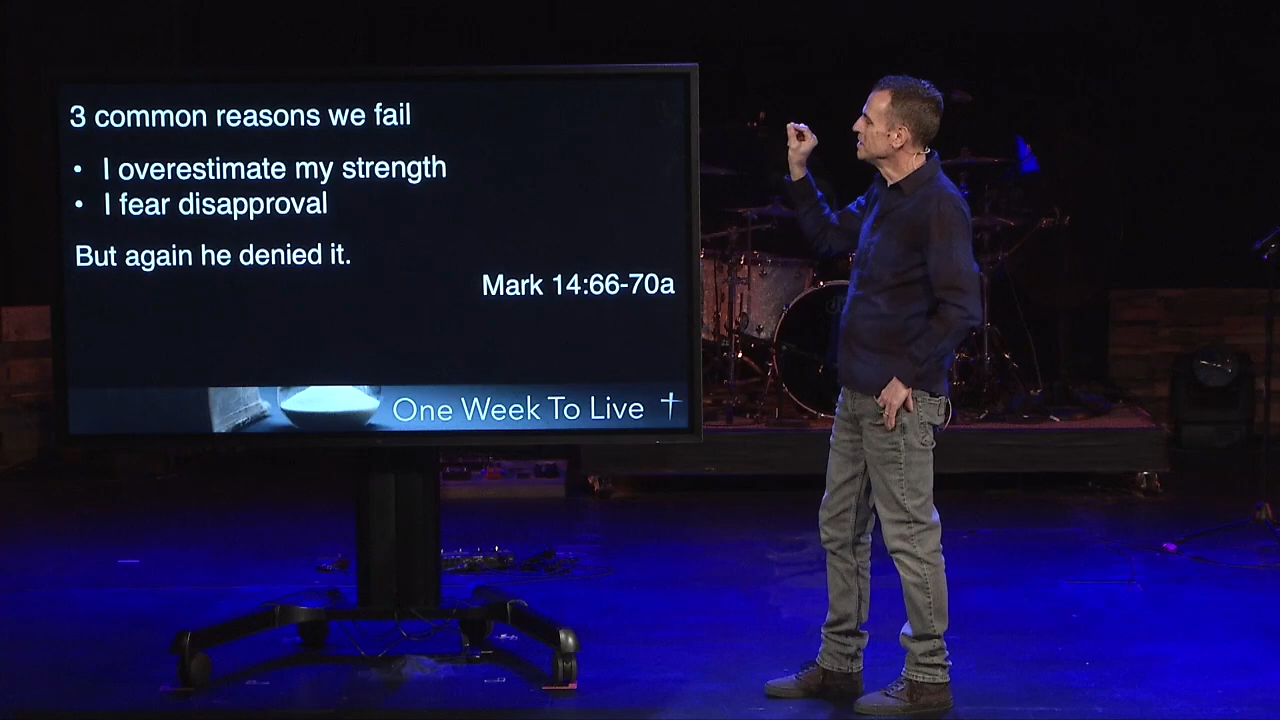 3 common reasons we fail
• I overestimate my strength
• I fear disapproval
But again he denied it.
Mark 14:66-70a
One Week To Live